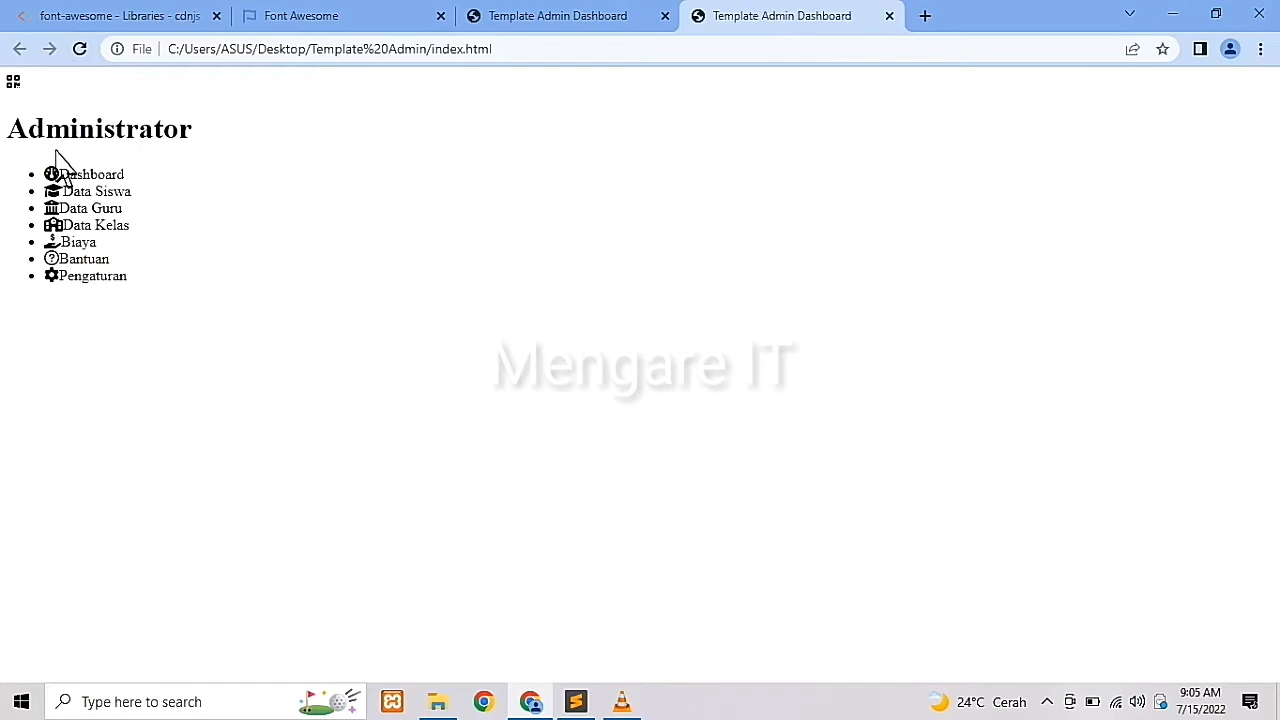 font-awesome - Libraries - cdnjs
Font Awesome
Template Admin Dashboard
Template Admin Dashboard
File
C:/Users/ASUS/Desktop/Template%20Admin/index.html
Administrator
Dashboard
Data Siswa
Data Guru
Data Kelas
Biaya
Bantuan
Pengaturan
Mengare IT
Type here to search
24°C Cerah
9:05 AM
7/15/2022